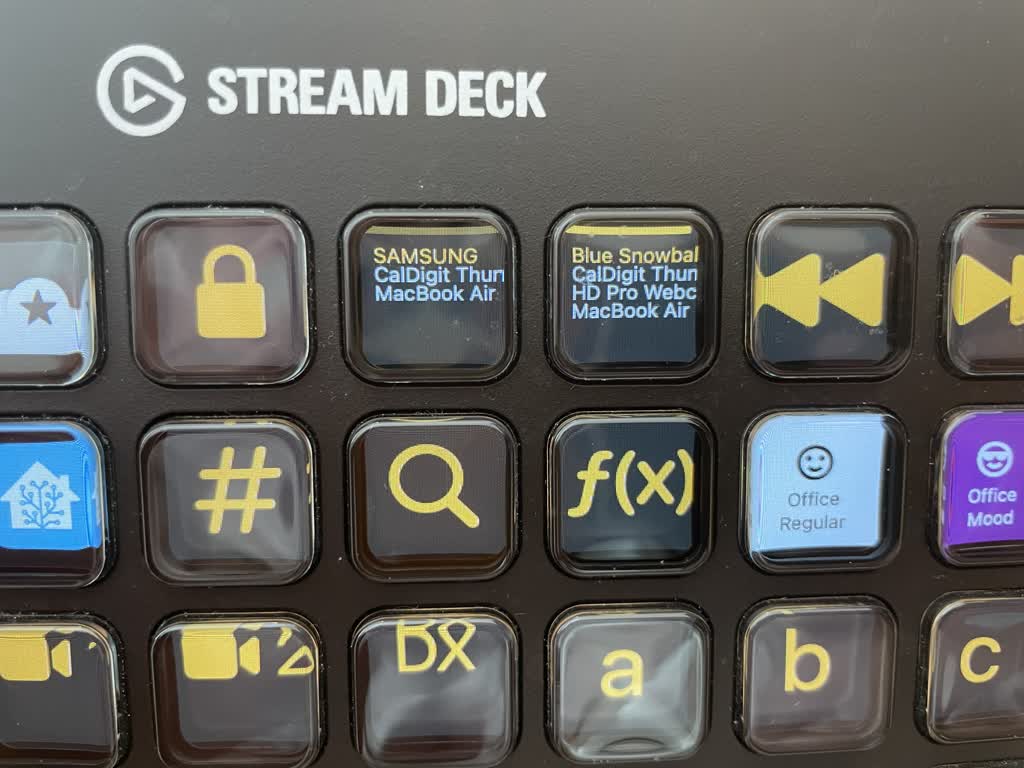 STREAM DECK
SAMSUNG
CalDigit Thun
MacBook Air
Blue Snowbal
CalDigit Thun
HD Pro Webc
MacBook Air
#
f(x)
Office
Regular
Office
Mood
a
b
c